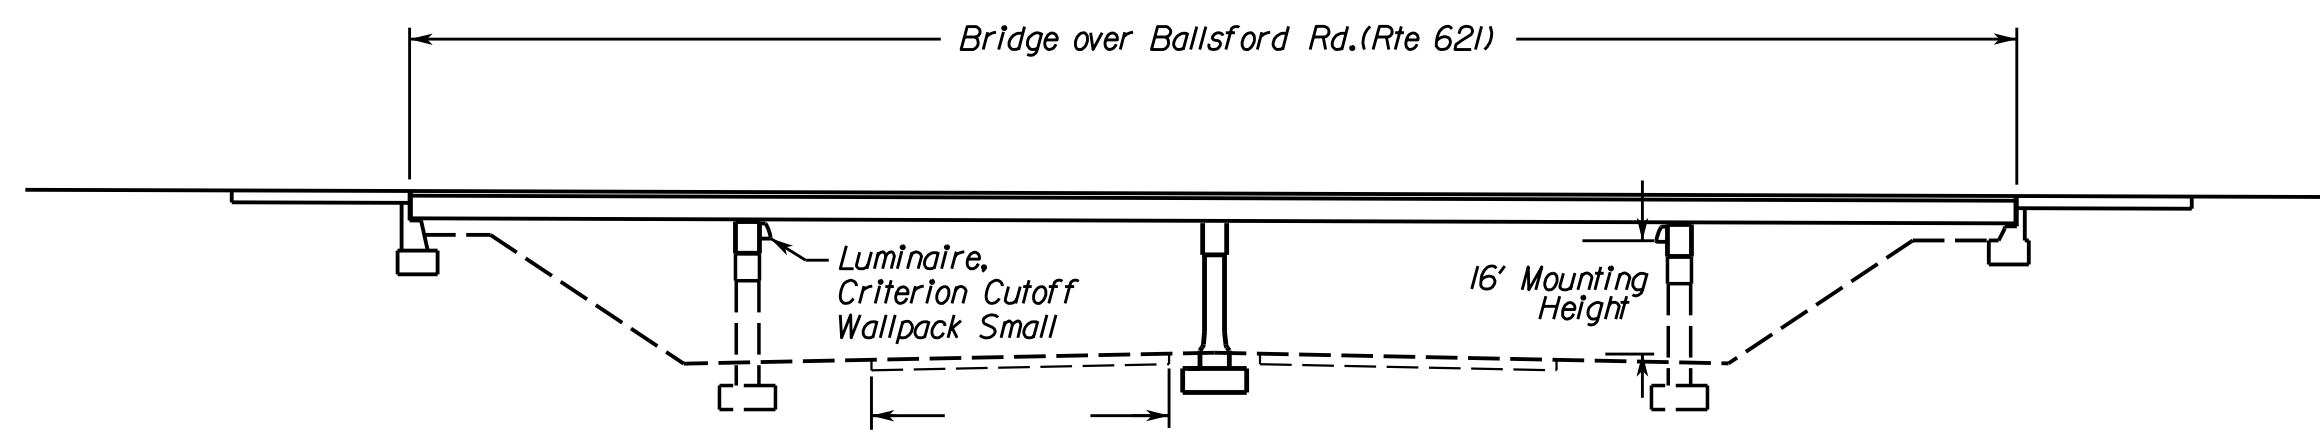 Bridge over Ballsford Rd.(Rte 621)
Luminaire,
Criterion Cutoff
Wallpack Small
16' Mounting
Height